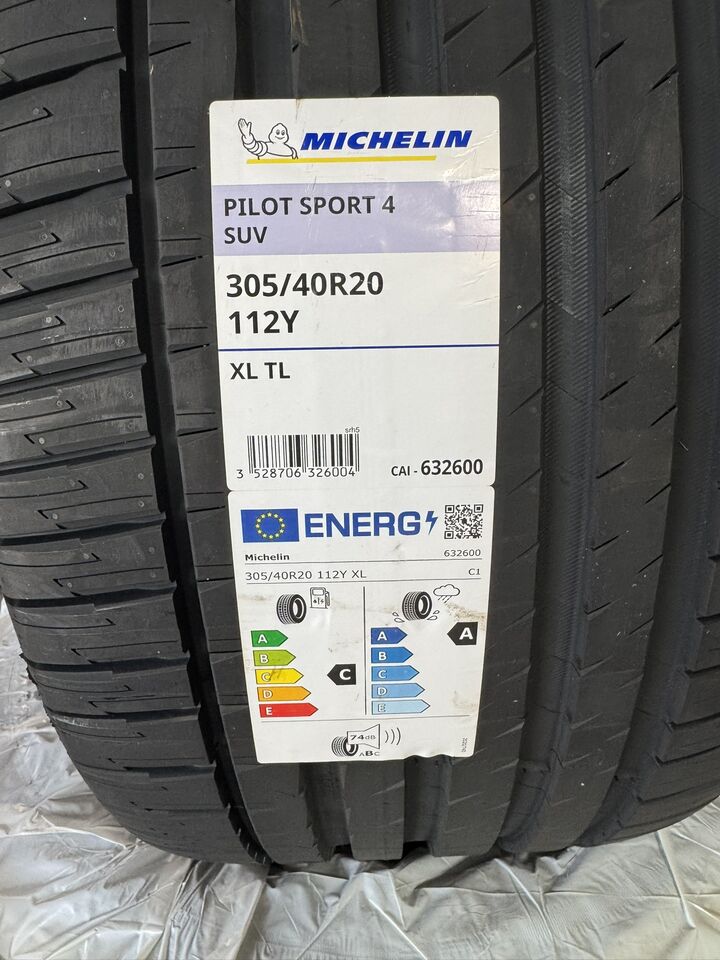 MICHELIN
PILOT SPORT 4
SUV
305/40R20
112Y
XL TL
srh5
3 528706 326004
CAI - 632600
ENERG
Michelin 632600
305/40R20 112Y XL C1
A A
B B
C C C
D D
E E
A
74dB
ABC